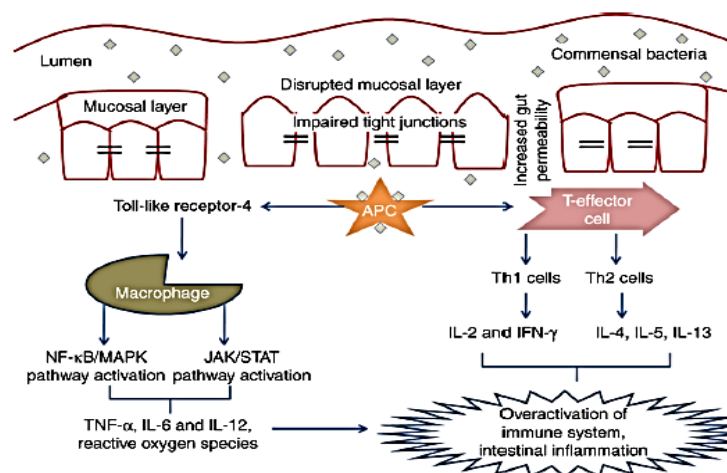 Lumen
Commensal bacteria
Disrupted mucosal layer
Mucosal layer
Impaired tight junctions
Increased gut
permeability
Toll-like receptor-4
APC
T-effector
cell
Macrophage
Th1 cells
Th2 cells
IL-2 and IFN-γ
IL-4, IL-5, IL-13
NF-κB/MAPK
pathway activation
JAK/STAT
pathway activation
TNF-α, IL-6 and IL-12,
reactive oxygen species
Overactivation of
immune system,
intestinal inflammation